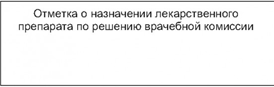 Отметка о назначении лекарственного
препарата по решению врачебной комиссии